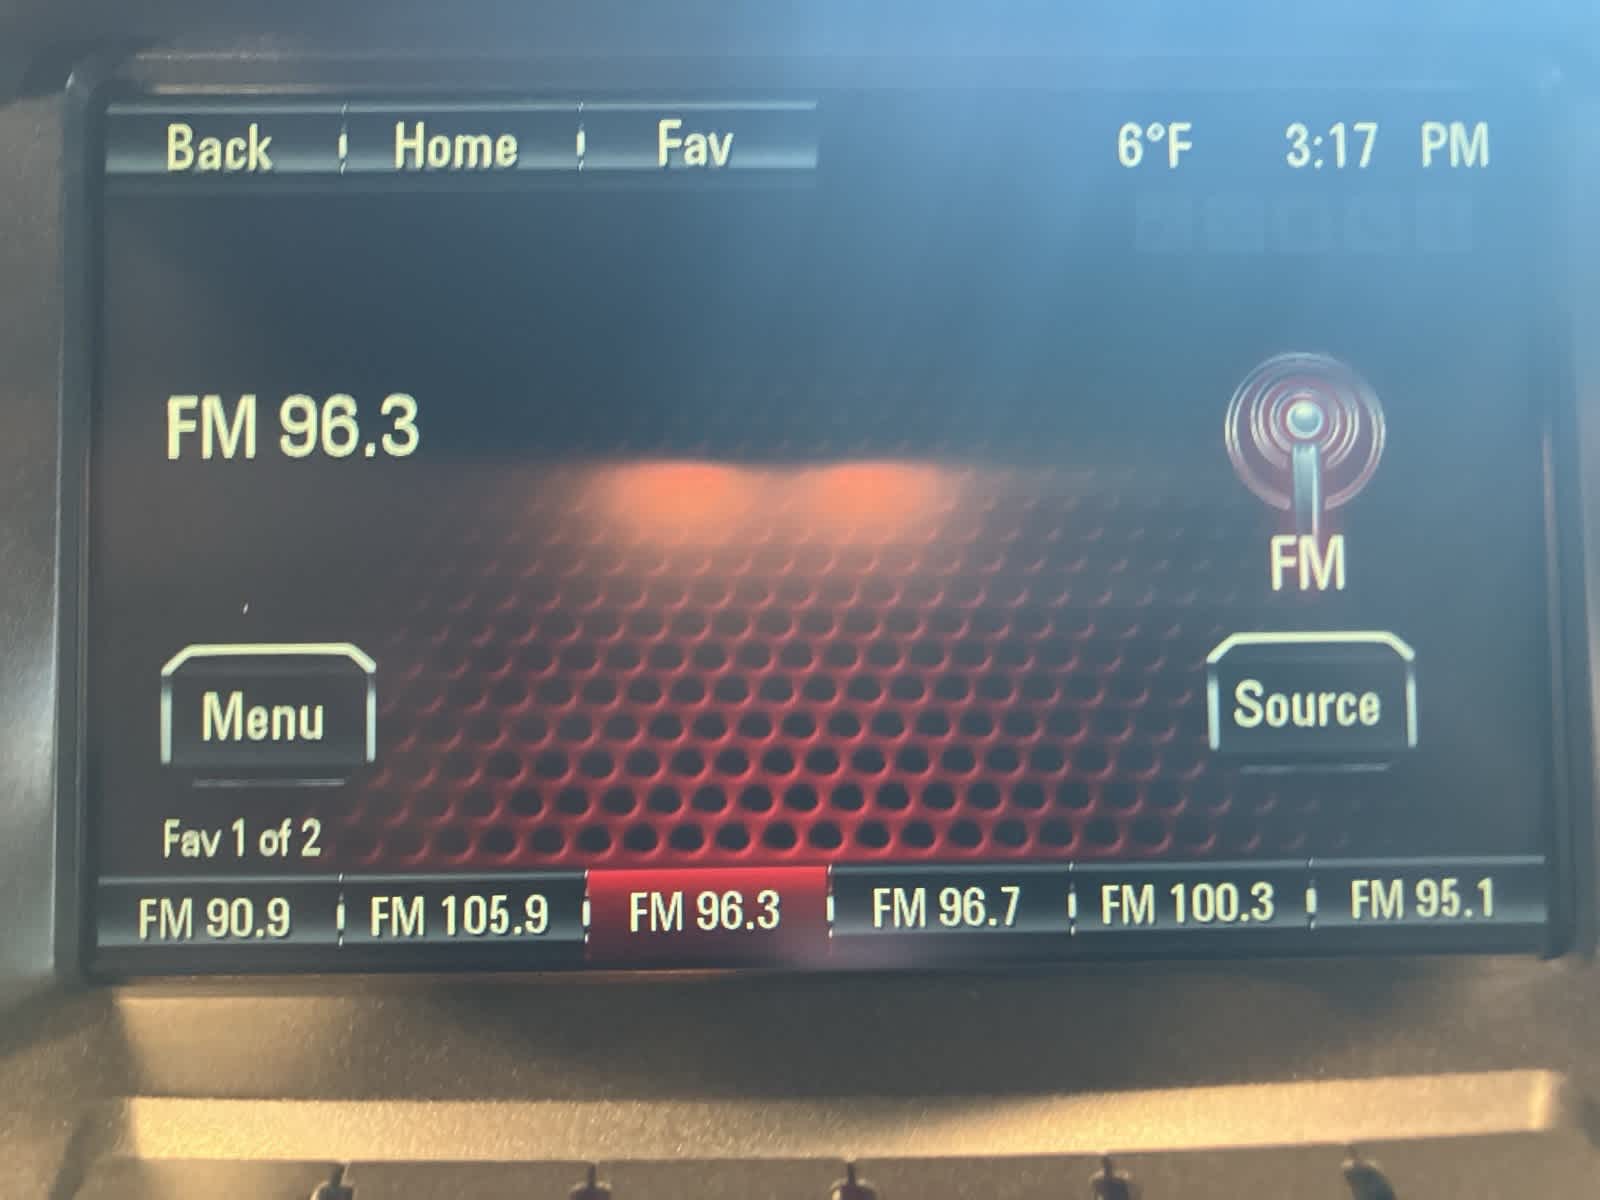 Back Home Fav 6°F 3:17 PM
FM 96.3
FM
Menu Source
Fav 1 of 2
FM 90.9 FM 105.9 FM 96.3 FM 96.7 FM 100.3 FM 95.1